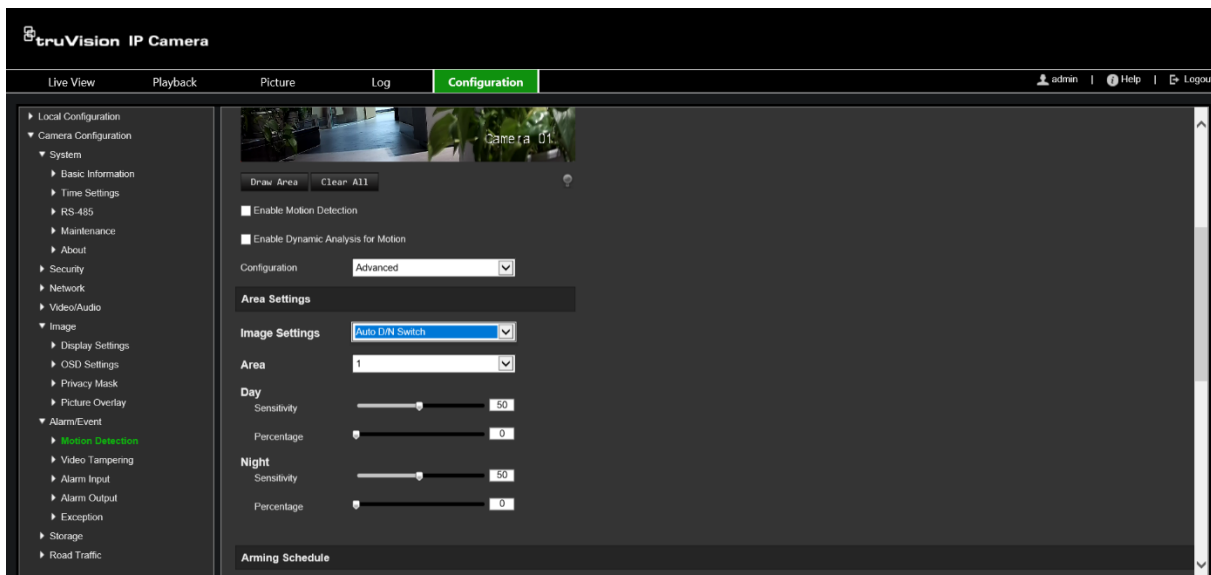 truVision IP Camera
Live View Playback Picture Log Configuration admin | Help | Logou
Local Configuration
Camera Configuration
System
Basic Information
Time Settings
RS-485
Maintenance
About
Security
Network
Video/Audio
Image
Display Settings
OSD Settings
Privacy Mask
Picture Overlay
Alarm/Event
Motion Detection
Video Tampering
Alarm Input
Alarm Output
Exception
Storage
Road Traffic
Camera 01
Draw Area Clear All
Enable Motion Detection
Enable Dynamic Analysis for Motion
Configuration Advanced
Area Settings
Image Settings Auto D/N Switch
Area 1
Day
Sensitivity 50
Percentage 0
Night
Sensitivity 50
Percentage 0
Arming Schedule